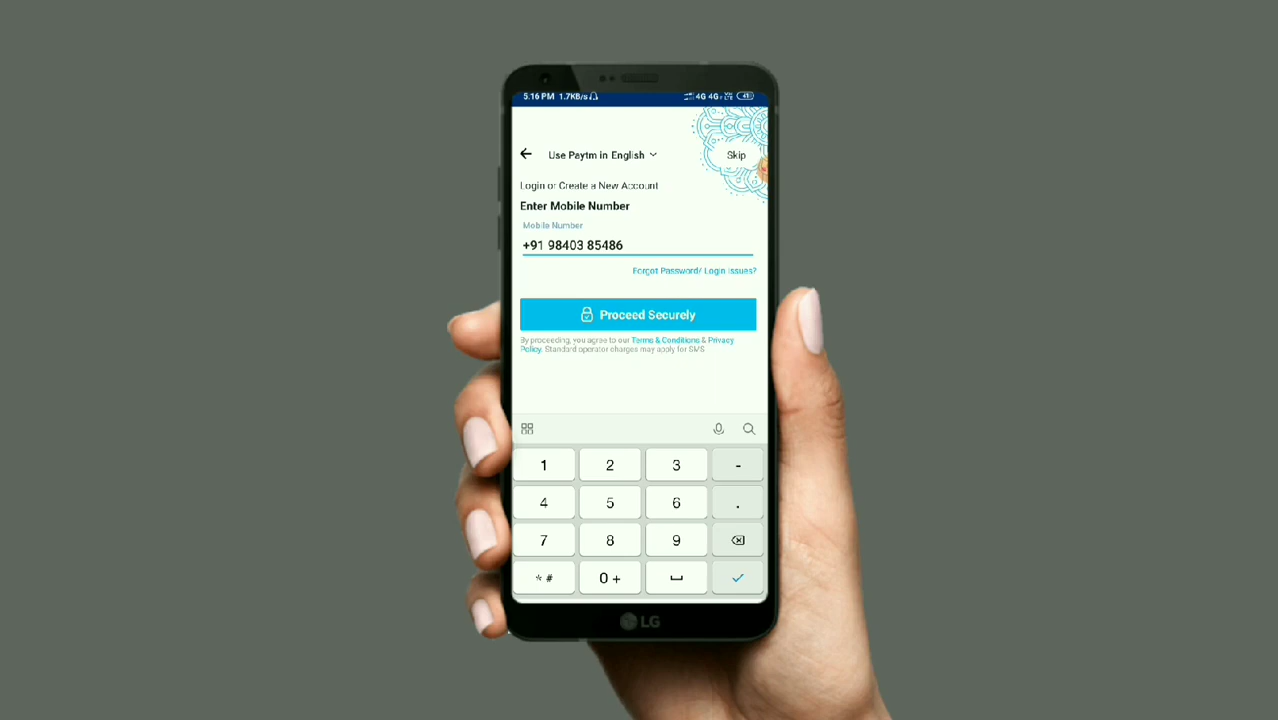 5:16 PM 1.7KB/s
4G 4G+ 41
Use Paytm in English
Skip
Login or Create a New Account
Enter Mobile Number
Mobile Number
+91 98403 85486
Forgot Password/ Login Issues?
Proceed Securely
By proceeding, you agree to our Terms & Conditions & Privacy
Policy. Standard operator charges may apply for SMS
1 2 3 -
4 5 6 .
7 8 9
* # 0 +
LG